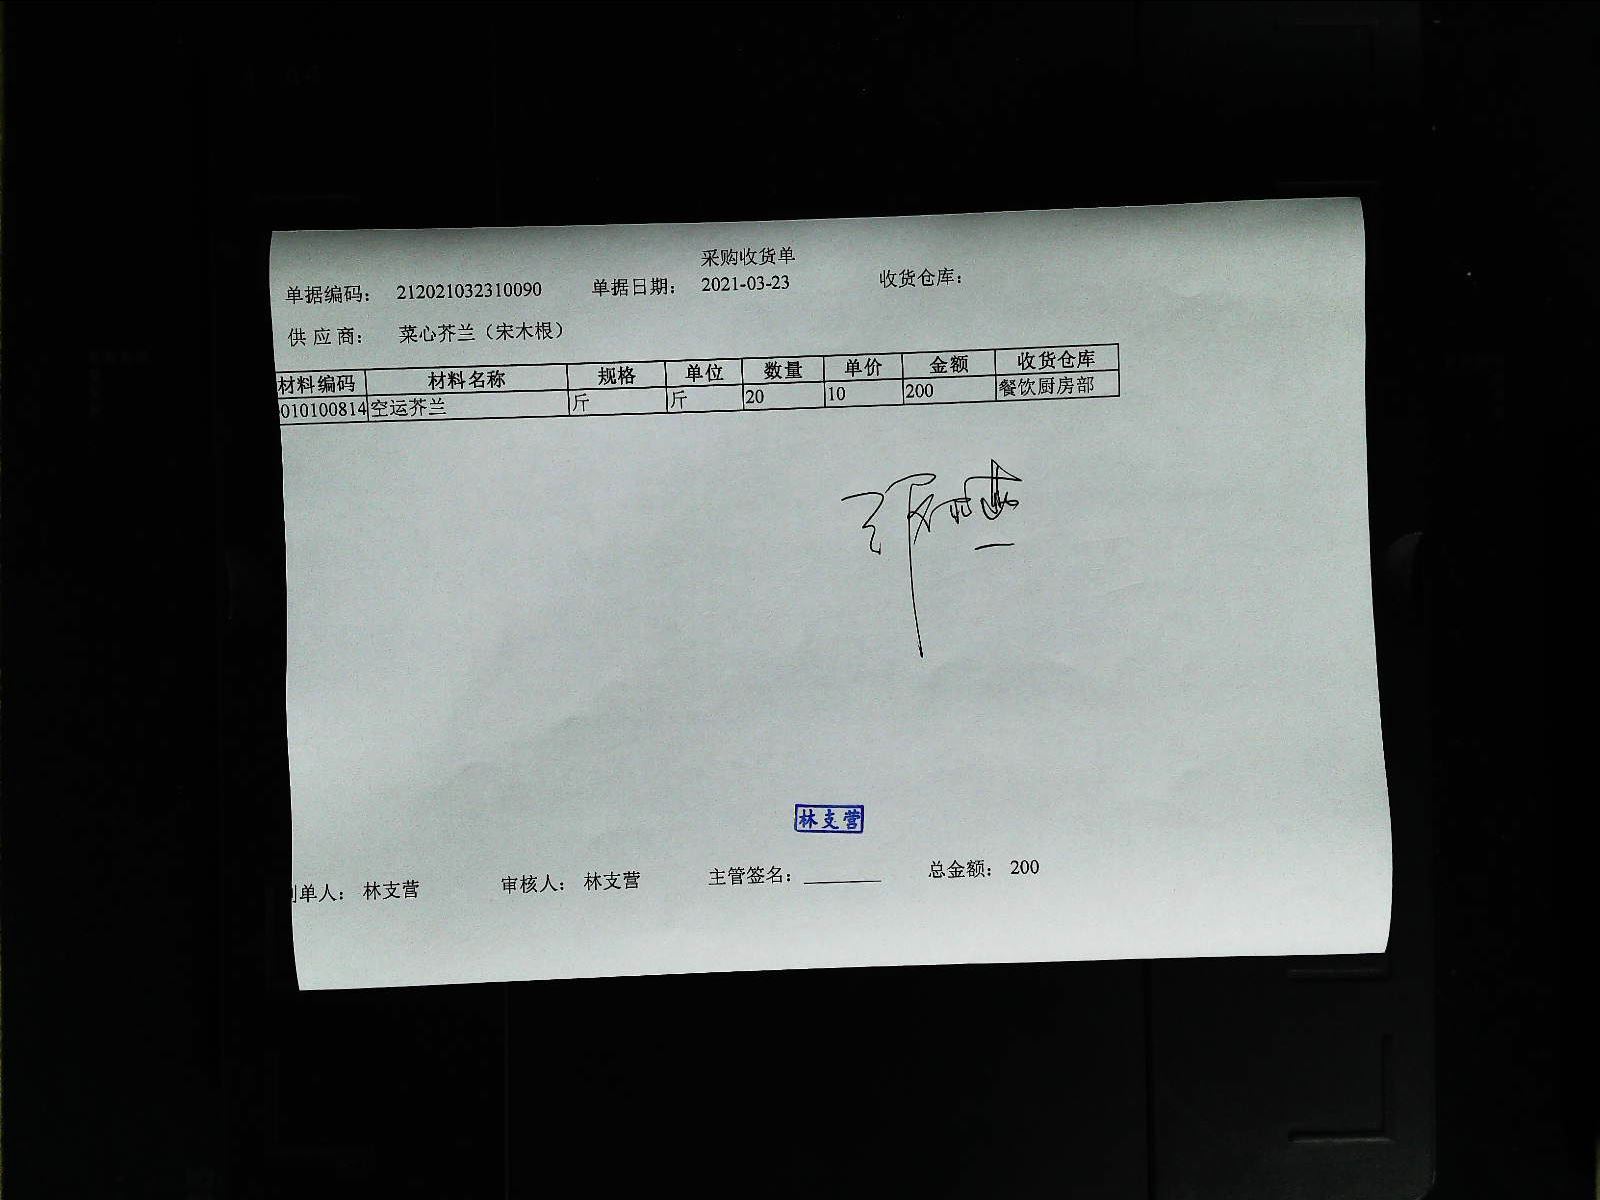 采购收货单
单据编码： 212021032310090 单据日期： 2021-03-23 收货仓库：
供 应 商： 菜心芥兰（宋木根）
材料编码 材料名称 规格 单位 数量 单价 金额 收货仓库
010100814 空运芥兰 斤 斤 20 10 200 餐饮厨房部
林支营
制单人： 林支营 审核人： 林支营 主管签名：________ 总金额： 200